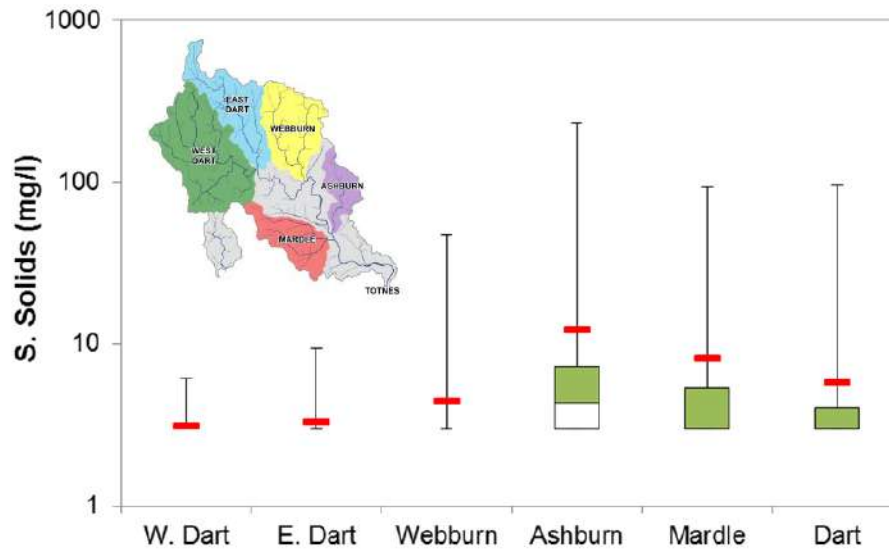 1000
100
10
1
S. Solids (mg/l)
EAST
DART
WEBBURN
WEST
DART
ASHBURN
MARDLE
TOTNES
W. Dart
E. Dart
Webburn
Ashburn
Mardle
Dart